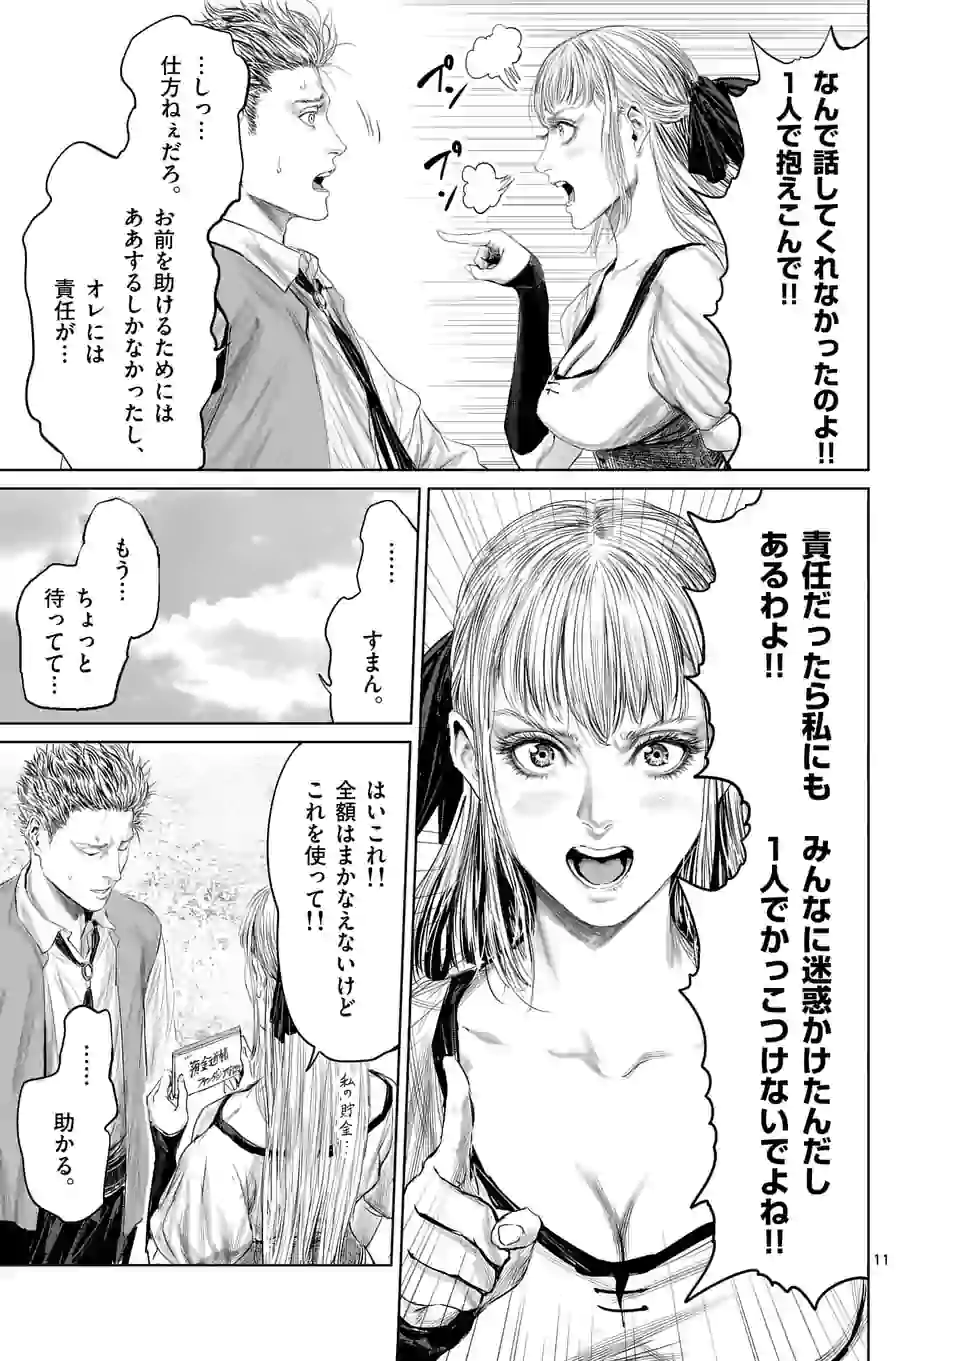 なんで話してくれなかったのよ!!
1人で抱えこんで!!
プンプン
…しっ…
仕方ねぇだろ。
お前を助けるためには
ああするしかなかったし、
オレには
責任が…
責任だったら私にも
あるわよ!!
みんなに迷惑かけたんだし
1人でかっこつけないでよね!!
……
すまん。
もう…
ちょっと
待ってて…
はいこれ!!
全額はまかなえないけど
これを使って!!
私の貯金…
……
助かる。
11